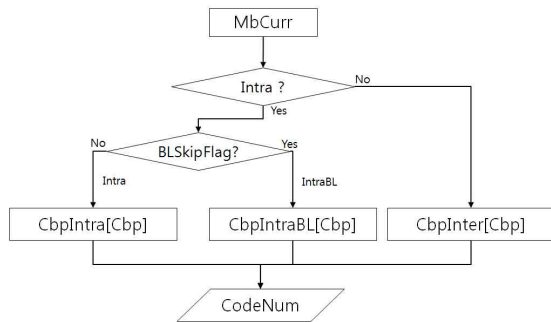 MbCurr
Intra ?
No
Yes
No
BLSkipFlag?
Yes
Intra
IntraBL
CbpIntra[Cbp]
CbpIntraBL[Cbp]
CbpInter[Cbp]
CodeNum